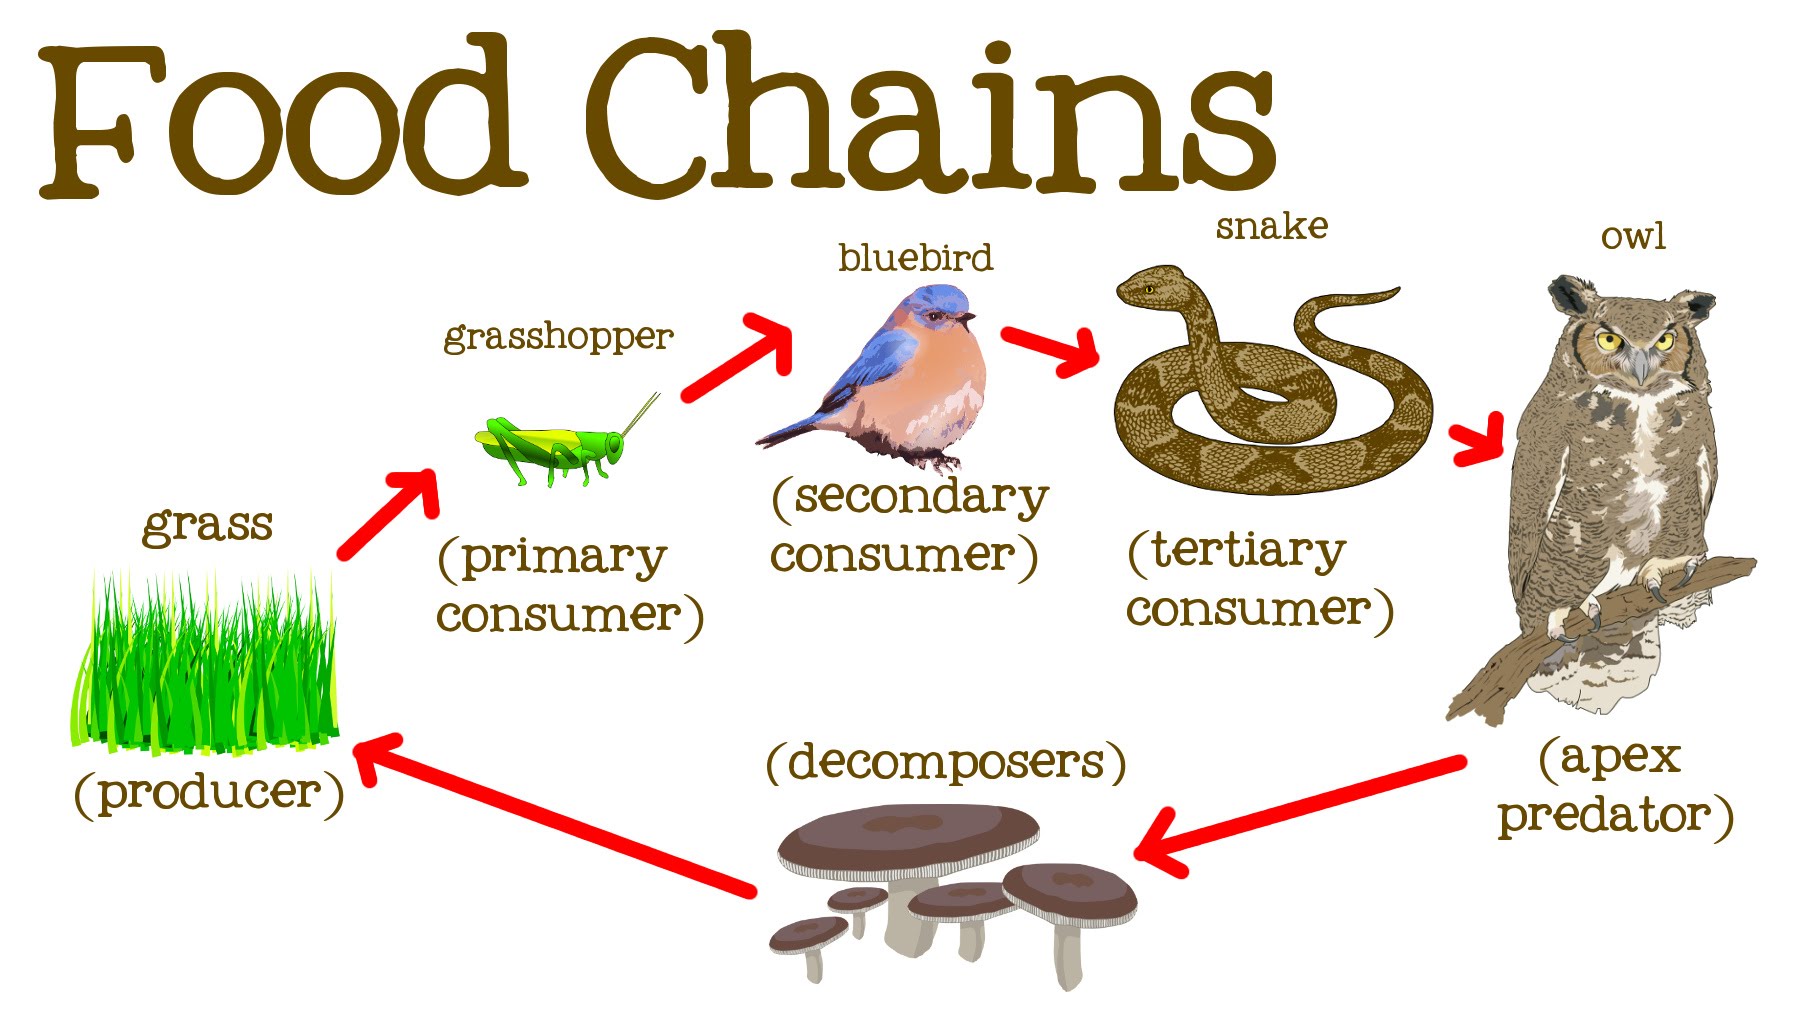 Food Chains
grass
(producer)
grasshopper
(primary
consumer)
bluebird
(secondary
consumer)
snake
(tertiary
consumer)
owl
(apex
predator)
(decomposers)